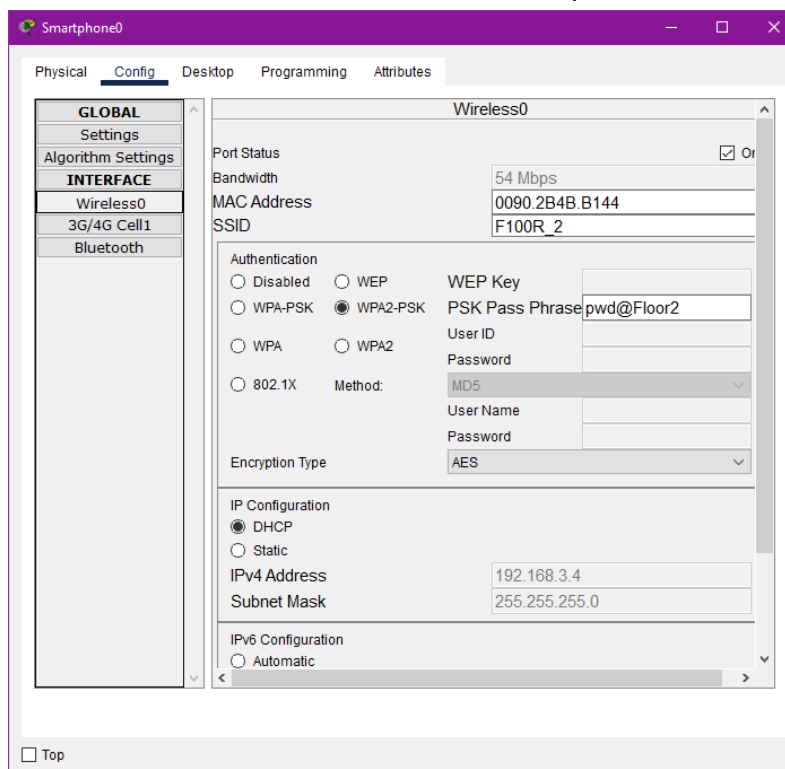 Smartphone0
Physical Config Desktop Programming Attributes
GLOBAL
Settings
Algorithm Settings
INTERFACE
Wireless0
3G/4G Cell1
Bluetooth
Wireless0
Port Status
Bandwidth 54 Mbps
MAC Address 0090.2B4B.B144
SSID F100R_2
Authentication
Disabled WEP WEP Key
WPA-PSK WPA2-PSK PSK Pass Phrase pwd@Floor2
User ID
WPA WPA2
Password
802.1X Method: MD5
User Name
Password
Encryption Type AES
IP Configuration
DHCP
Static
IPv4 Address 192.168.3.4
Subnet Mask 255.255.255.0
IPv6 Configuration
Automatic
Top